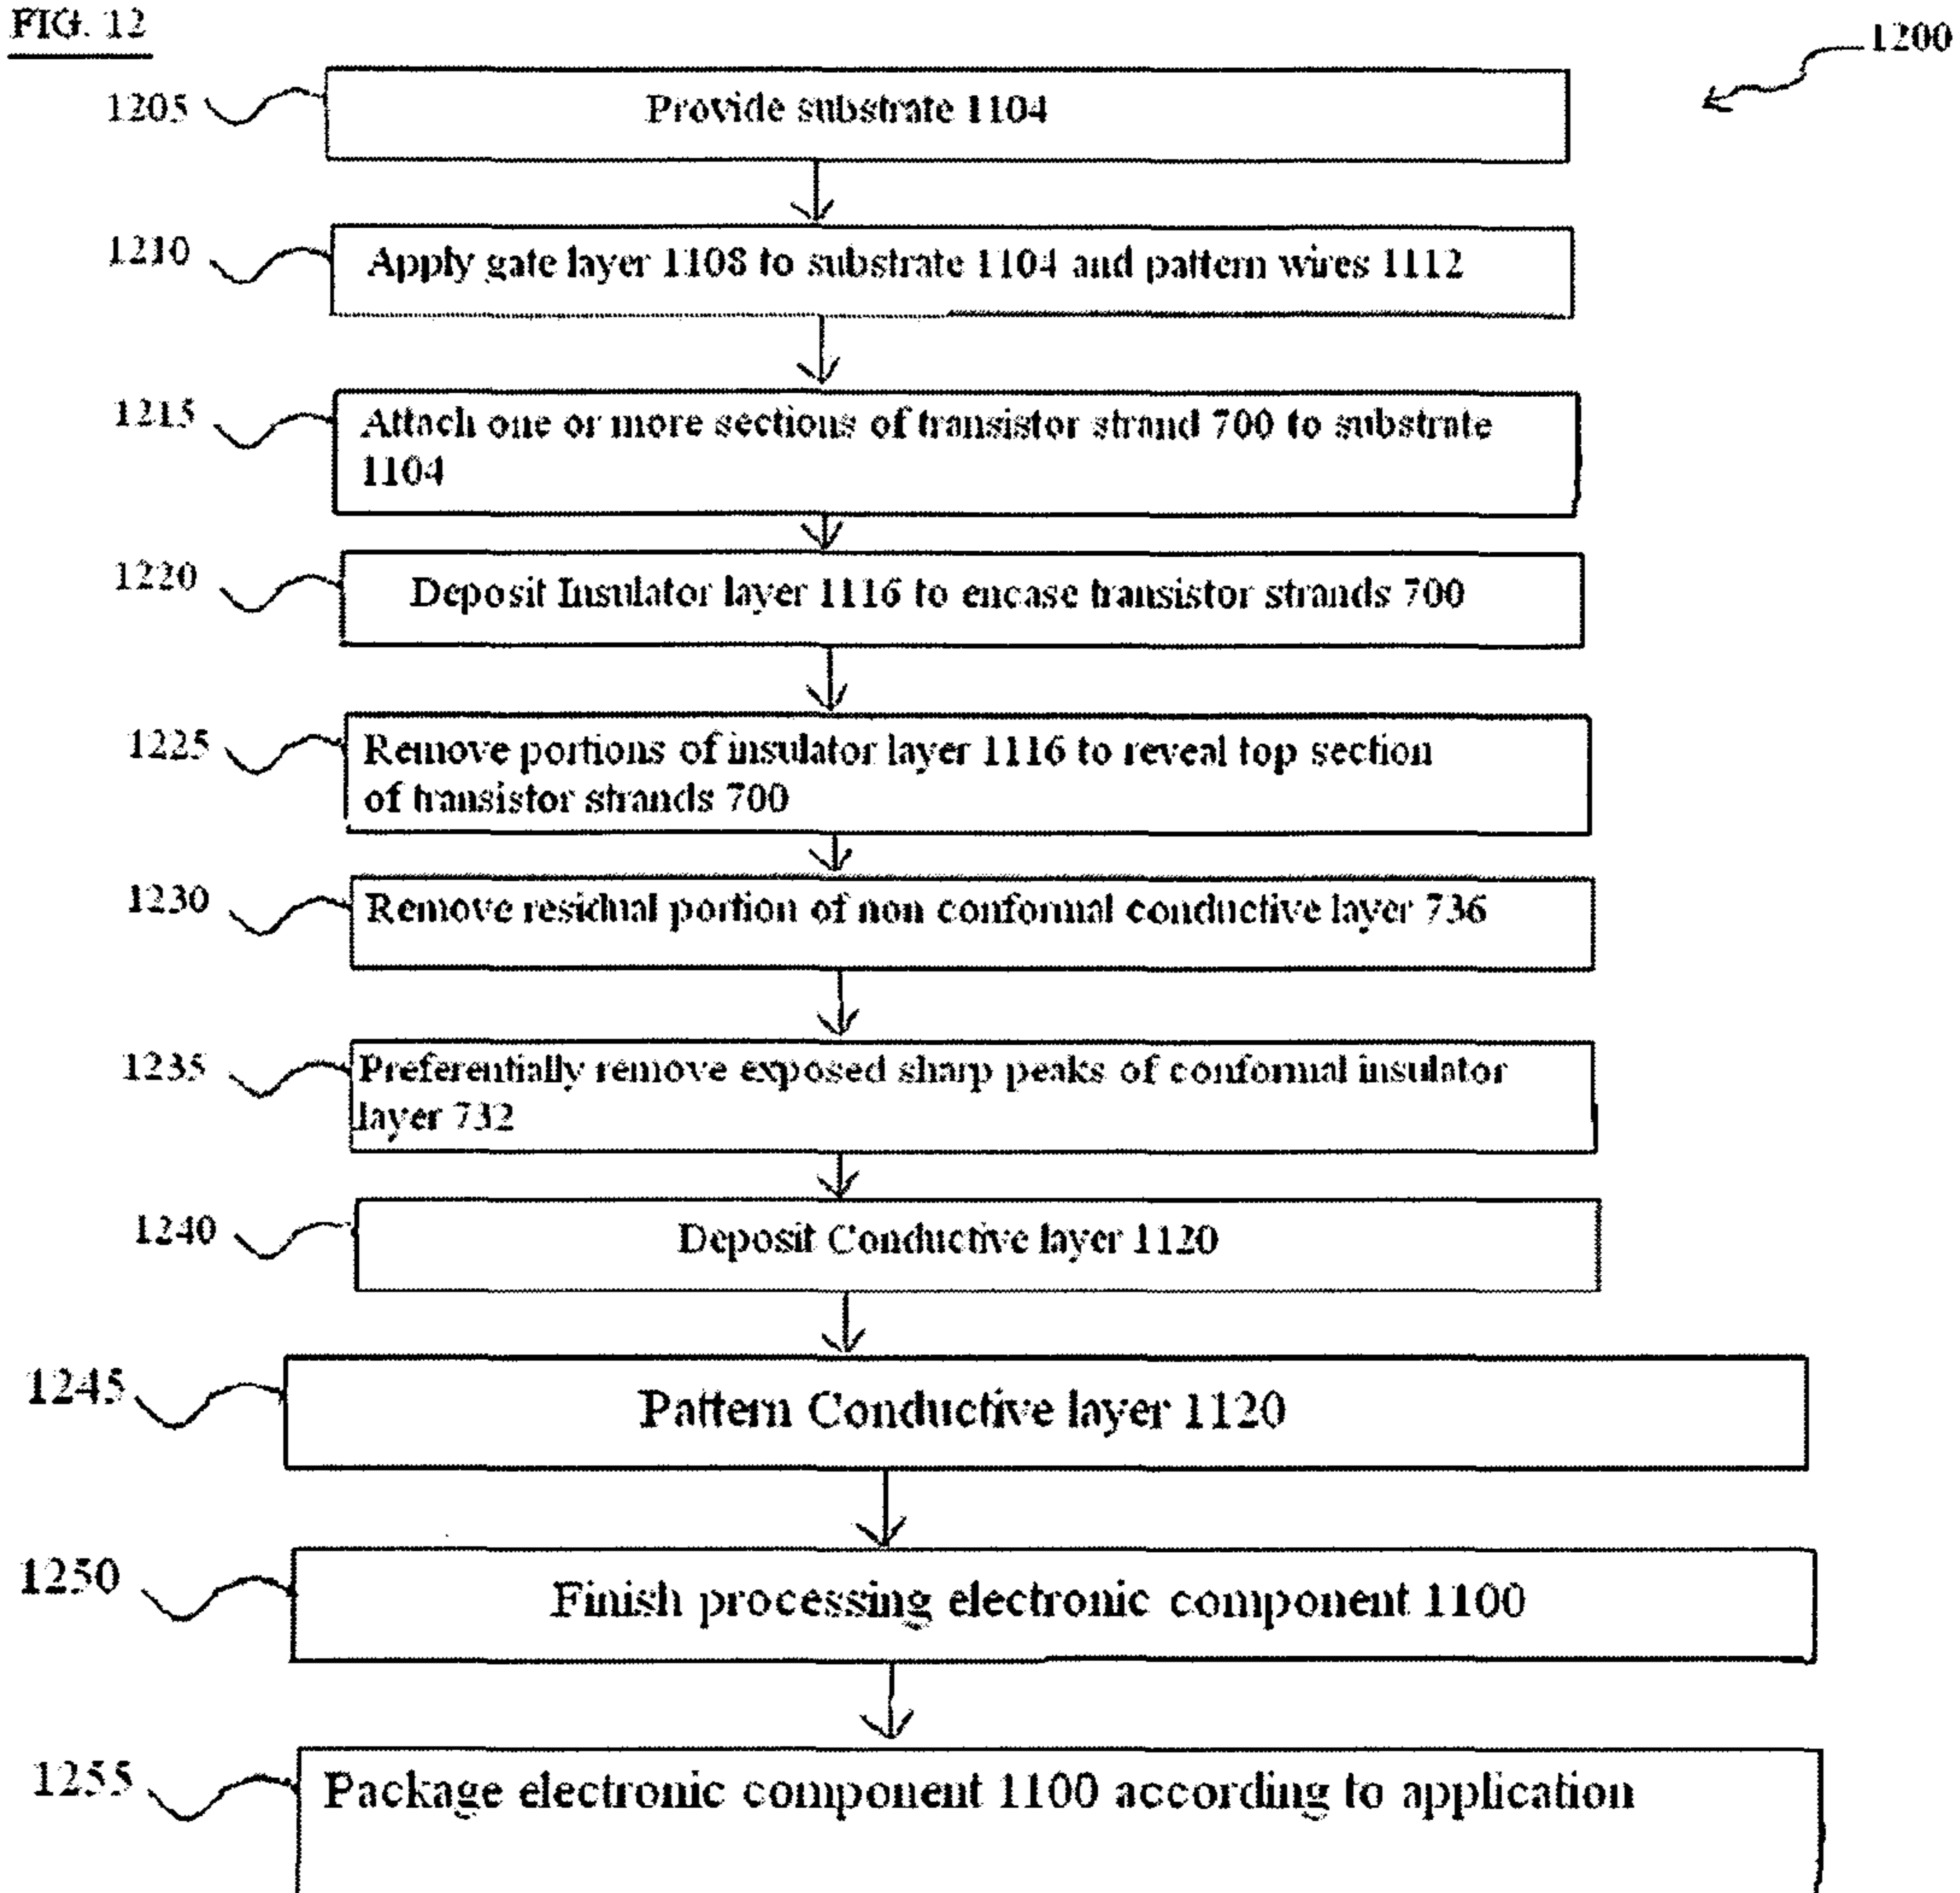 FIG. 12
1200
1205
Provide substrate 1104
1210
Apply gate layer 1108 to substrate 1104 and pattern wires 1112
1215
Attach one or more sections of transistor strand 700 to substrate
1104
1220
Deposit Insulator layer 1116 to encase transistor strands 700
1225
Remove portions of insulator layer 1116 to reveal top section
of transistor strands 700
1230
Remove residual portion of non conformal conductive layer 736
1235
Preferentially remove exposed sharp peaks of conformal insulator
layer 732
1240
Deposit Conductive layer 1120
1245
Pattern Conductive layer 1120
1250
Finish processing electronic component 1100
1255
Package electronic component 1100 according to application